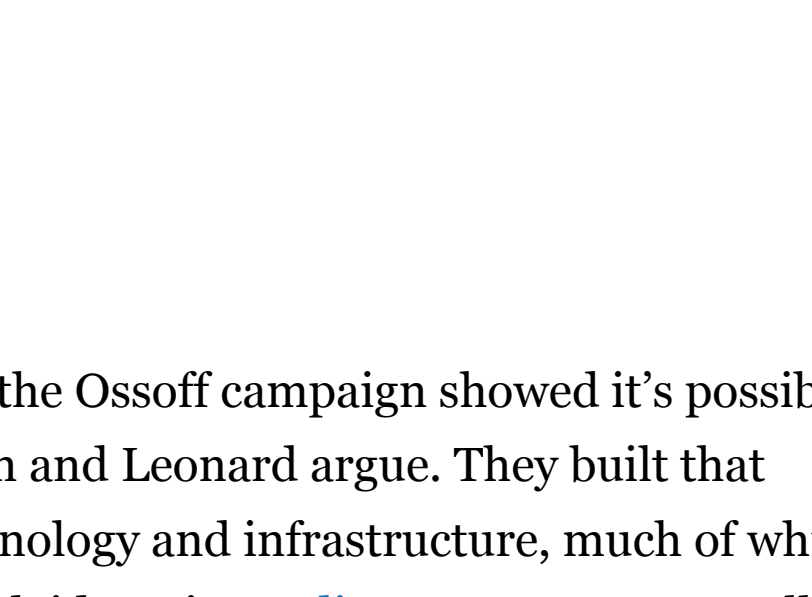 the Ossoff campaign showed it’s possib
n and Leonard argue. They built that
nology and infrastructure, much of wh